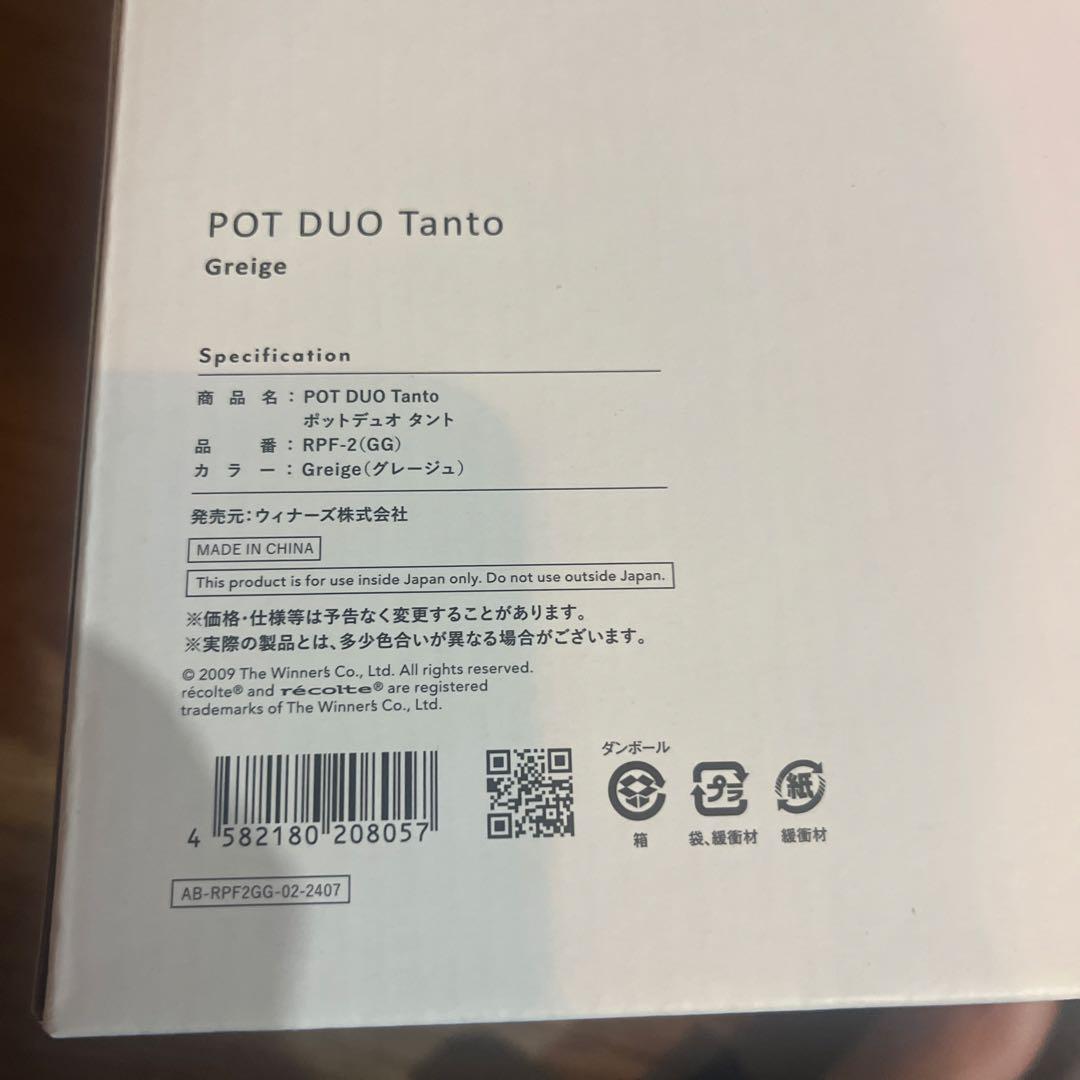 POT DUO Tanto
Greige
Specification
商品名：POT DUO Tanto
ポットデュオ タント
品番：RPF-2(GG)
カラー：Greige(グレージュ)
発売元：ウィナーズ株式会社
MADE IN CHINA
This product is for use inside Japan only. Do not use outside Japan.
※価格・仕様等は予告なく変更することがあります。
※実際の製品とは、多少色合いが異なる場合がございます。
© 2009 The Winner's Co., Ltd. All rights reserved.
récolte® and récolte® are registered
trademarks of The Winner's Co., Ltd.
ダンボール
プラ
紙
4 582180 208057
箱
袋、緩衝材
緩衝材
AB-RPF2GG-02-2407